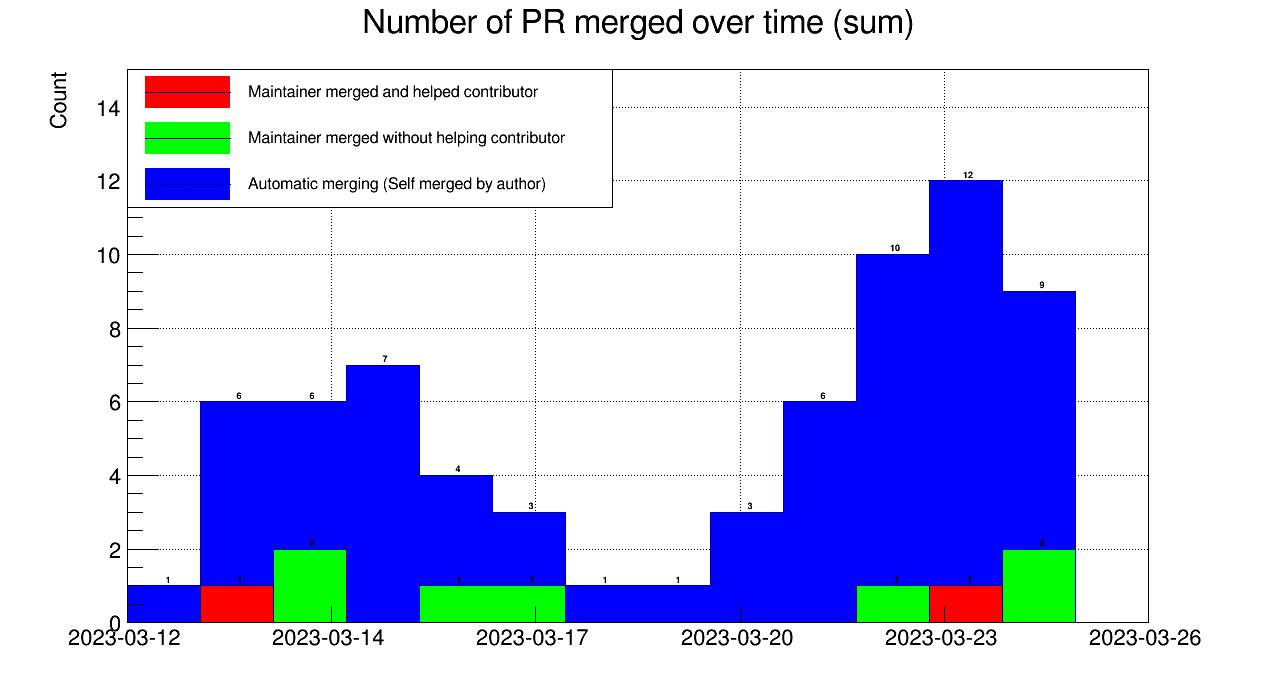 Number of PR merged over time (sum)
Count
Maintainer merged and helped contributor
Maintainer merged without helping contributor
Automatic merging (Self merged by author)
14
12
10
8
6
4
2
0
12
10
9
7
6 6 6
4
3 3
2 2
1 1 1 1 1 1 1 1 1
2023-03-12 2023-03-14 2023-03-17 2023-03-20 2023-03-23 2023-03-26